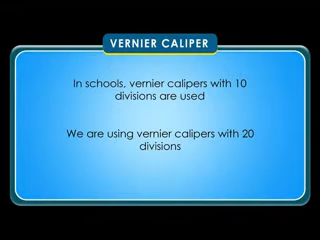 VERNIER CALIPER
In schools, vernier calipers with 10
divisions are used
We are using vernier calipers with 20
divisions